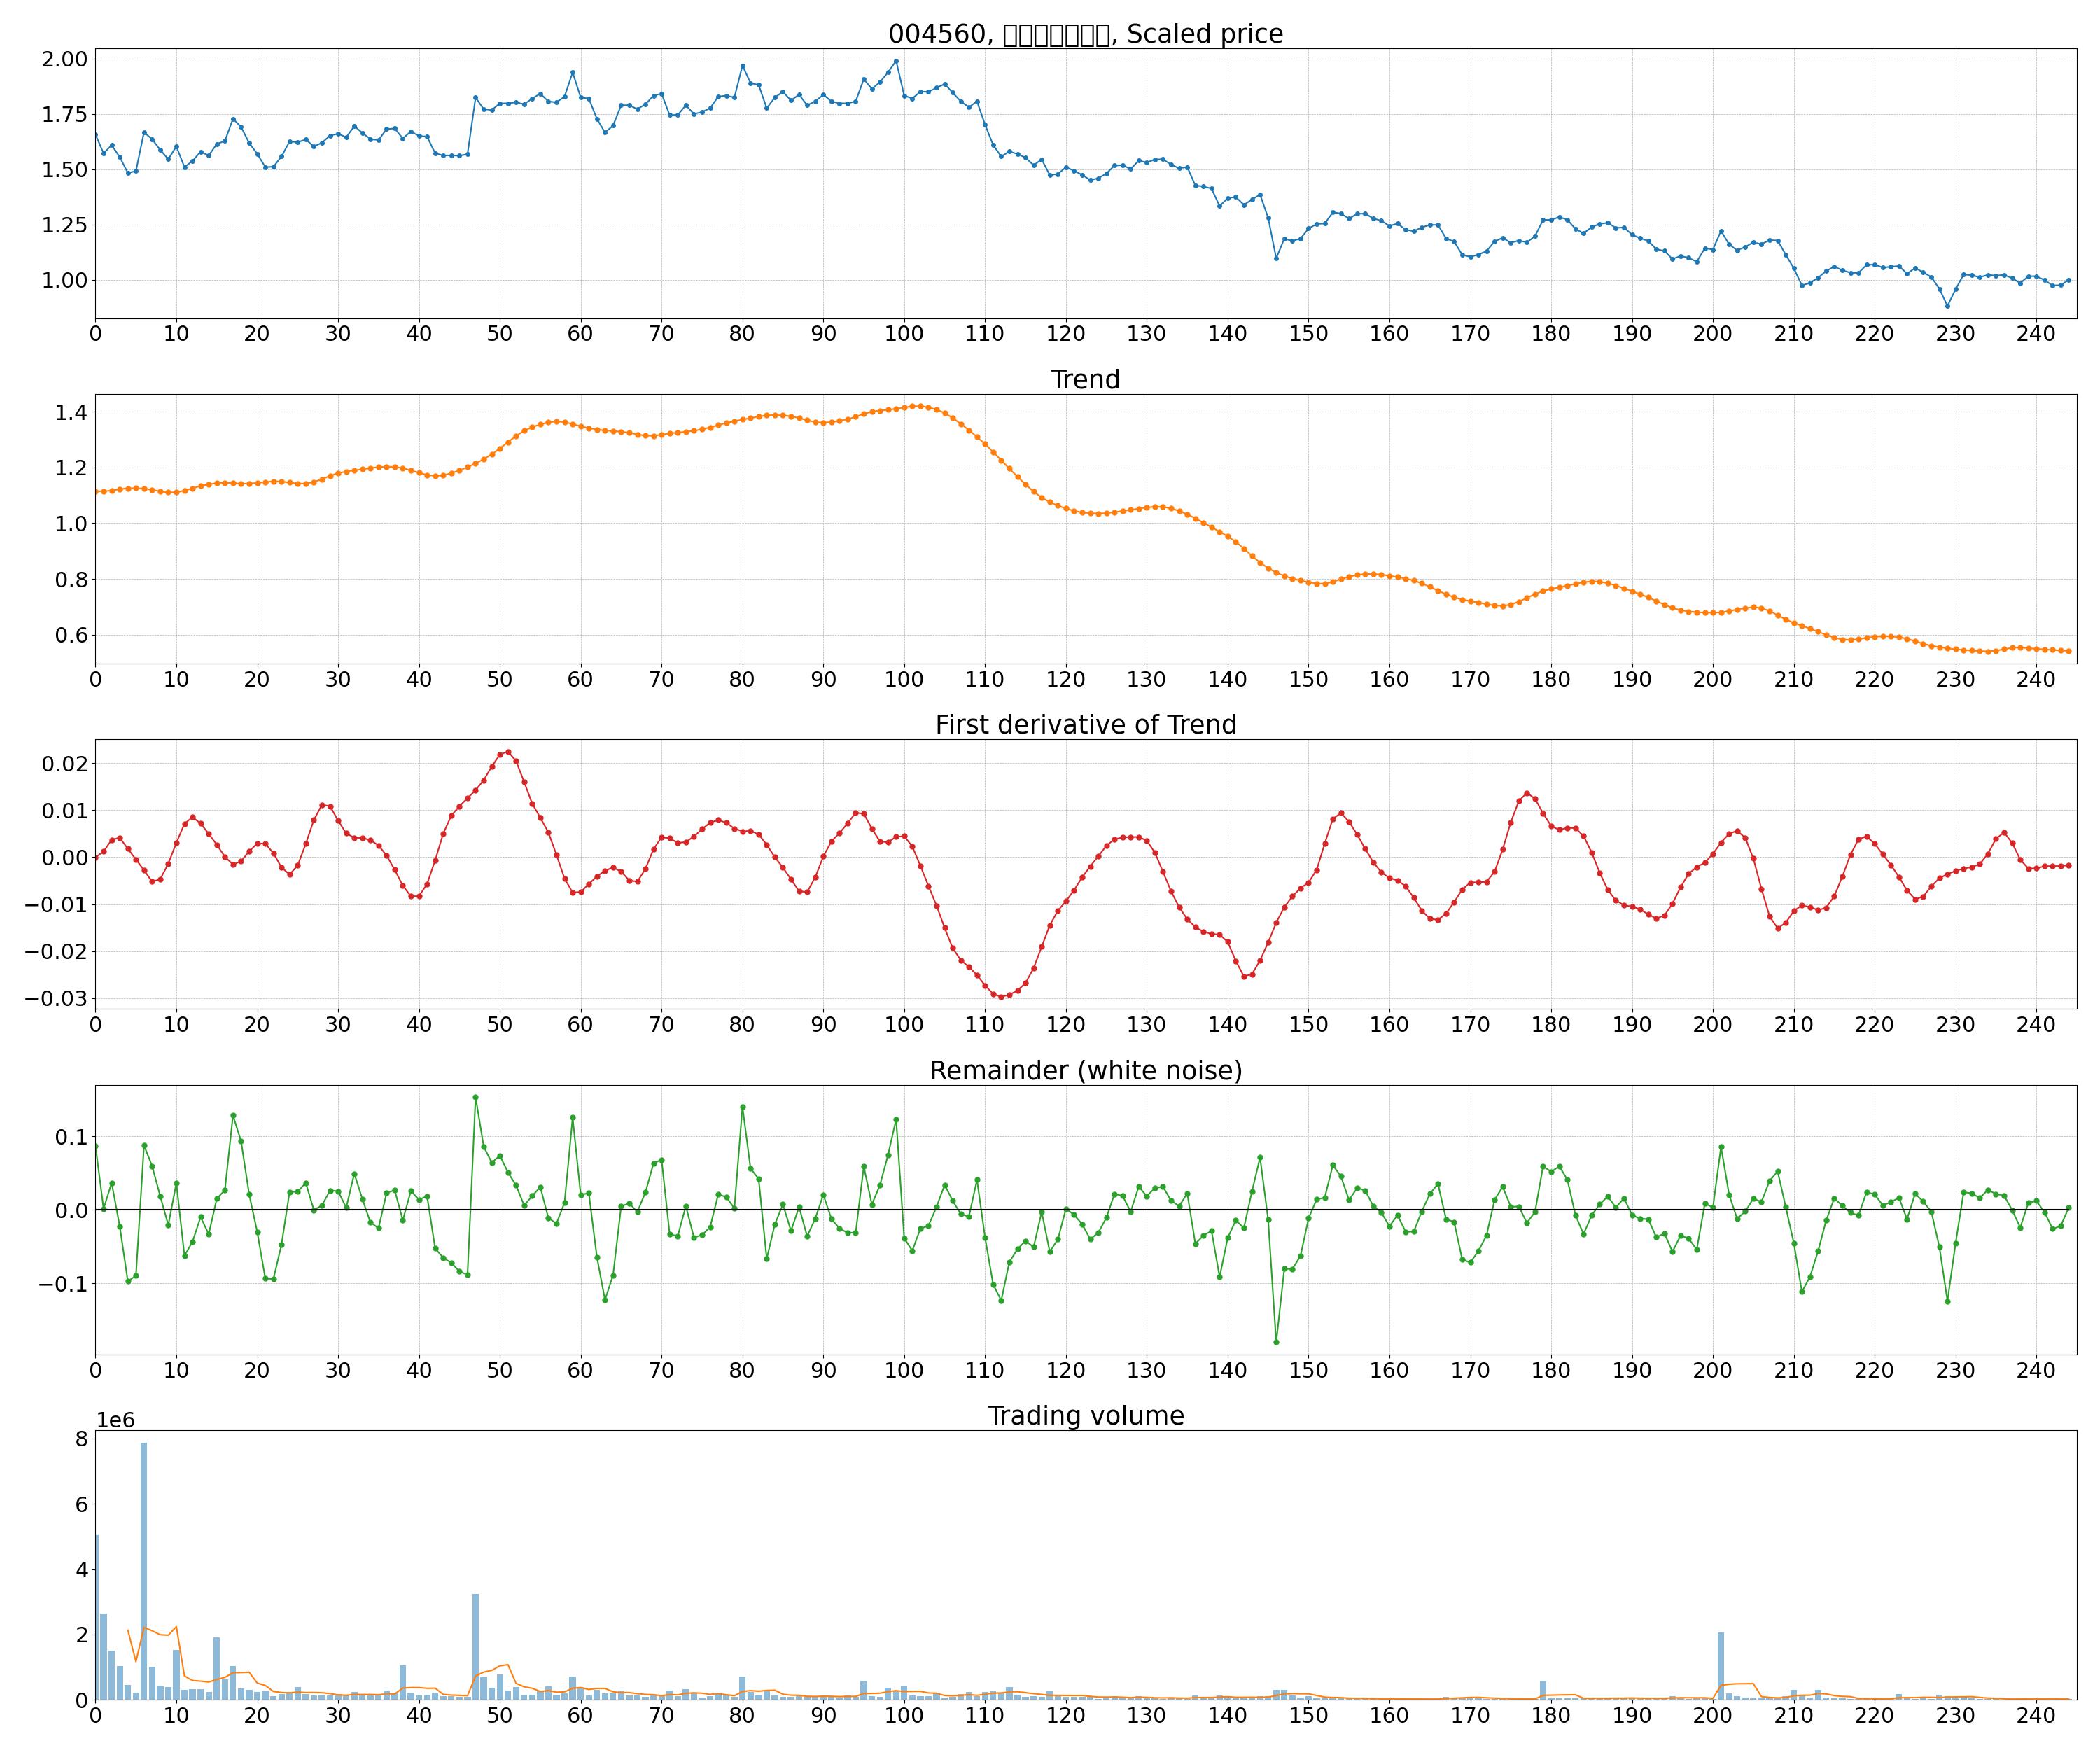 004560, □□□□□□□, Scaled price
2.00
1.75
1.50
1.25
1.00
0 10 20 30 40 50 60 70 80 90 100 110 120 130 140 150 160 170 180 190 200 210 220 230 240
Trend
1.4
1.2
1.0
0.8
0.6
0 10 20 30 40 50 60 70 80 90 100 110 120 130 140 150 160 170 180 190 200 210 220 230 240
First derivative of Trend
0.02
0.01
0.00
−0.01
−0.02
−0.03
0 10 20 30 40 50 60 70 80 90 100 110 120 130 140 150 160 170 180 190 200 210 220 230 240
Remainder (white noise)
0.1
0.0
−0.1
0 10 20 30 40 50 60 70 80 90 100 110 120 130 140 150 160 170 180 190 200 210 220 230 240
Trading volume
1e6
8
6
4
2
0
0 10 20 30 40 50 60 70 80 90 100 110 120 130 140 150 160 170 180 190 200 210 220 230 240